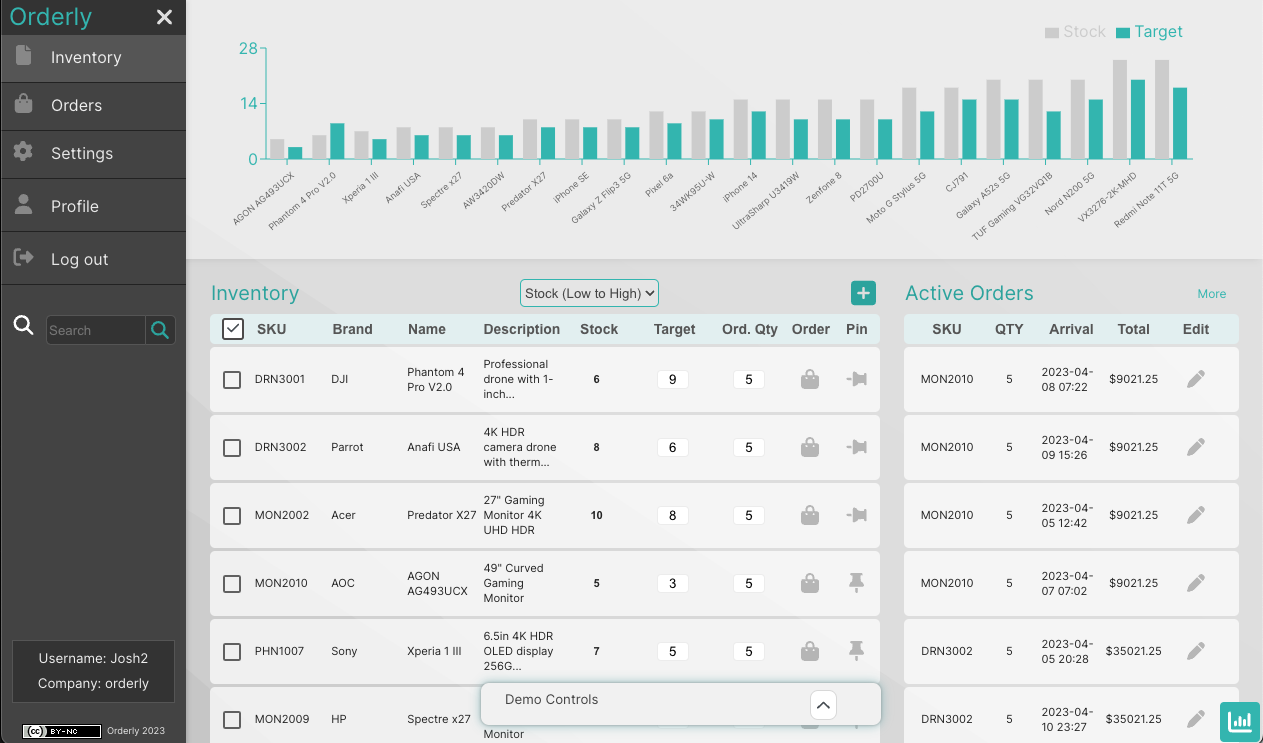 Orderly
Inventory
Orders
Settings
Profile
Log out
Search
Username: Josh2
Company: orderly
(cc) BY-NC
Orderly 2023
Stock Target
28
14
0
AGON AG493UCX
Phantom 4 Pro V2.0
Xperia 1 III
Anafi USA
Spectre x27
AW3420DW
Predator X27
iPhone SE
Galaxy Z Flip3 5G
Pixel 6a
34WK95U-W
iPhone 14
UltraSharp U3419W
Zenfone 8
PD2700U
Moto G Stylus 5G
CJ791
Galaxy A52s 5G
TUF Gaming VG32VQ1B
Nord N200 5G
VX3276-2K-MHD
Redmi Note 11T 5G
Inventory
Stock (Low to High)
SKU Brand Name Description Stock Target Ord. Qty Order Pin
DRN3001 DJI Phantom 4
Pro V2.0 Professional
drone with 1-
inch... 6 9 5
DRN3002 Parrot Anafi USA 4K HDR
camera drone
with therm... 8 6 5
MON2002 Acer Predator X27 27" Gaming
Monitor 4K
UHD HDR 10 8 5
MON2010 AOC AGON
AG493UCX 49" Curved
Gaming
Monitor 5 3 5
PHN1007 Sony Xperia 1 III 6.5in 4K HDR
OLED display
256G... 7 5 5
MON2009 HP Spectre x27
Monitor
Demo Controls
Active Orders
More
SKU QTY Arrival Total Edit
MON2010 5 2023-04-
08 07:22 $9021.25
MON2010 5 2023-04-
09 15:26 $9021.25
MON2010 5 2023-04-
05 12:42 $9021.25
MON2010 5 2023-04-
07 07:02 $9021.25
DRN3002 5 2023-04-
05 20:28 $35021.25
DRN3002 5 2023-04-
10 23:27 $35021.25